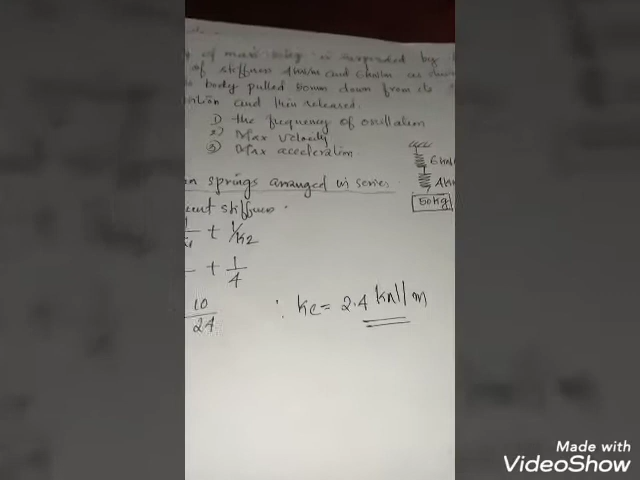 of mass 50kg is suspended by
of stiffness 4kN/m and 6kN/m as
body pulled 50mm down from its
and then released.
1) the frequency of oscillation
2) Max velocity
3) Max acceleration
springs arranged in series.
6kN
4kN
50kg
stiffness.
+ 1/K2
+ 1/4
10/24
∴ Ke = 2.4 kN/m
Made with
VideoShow